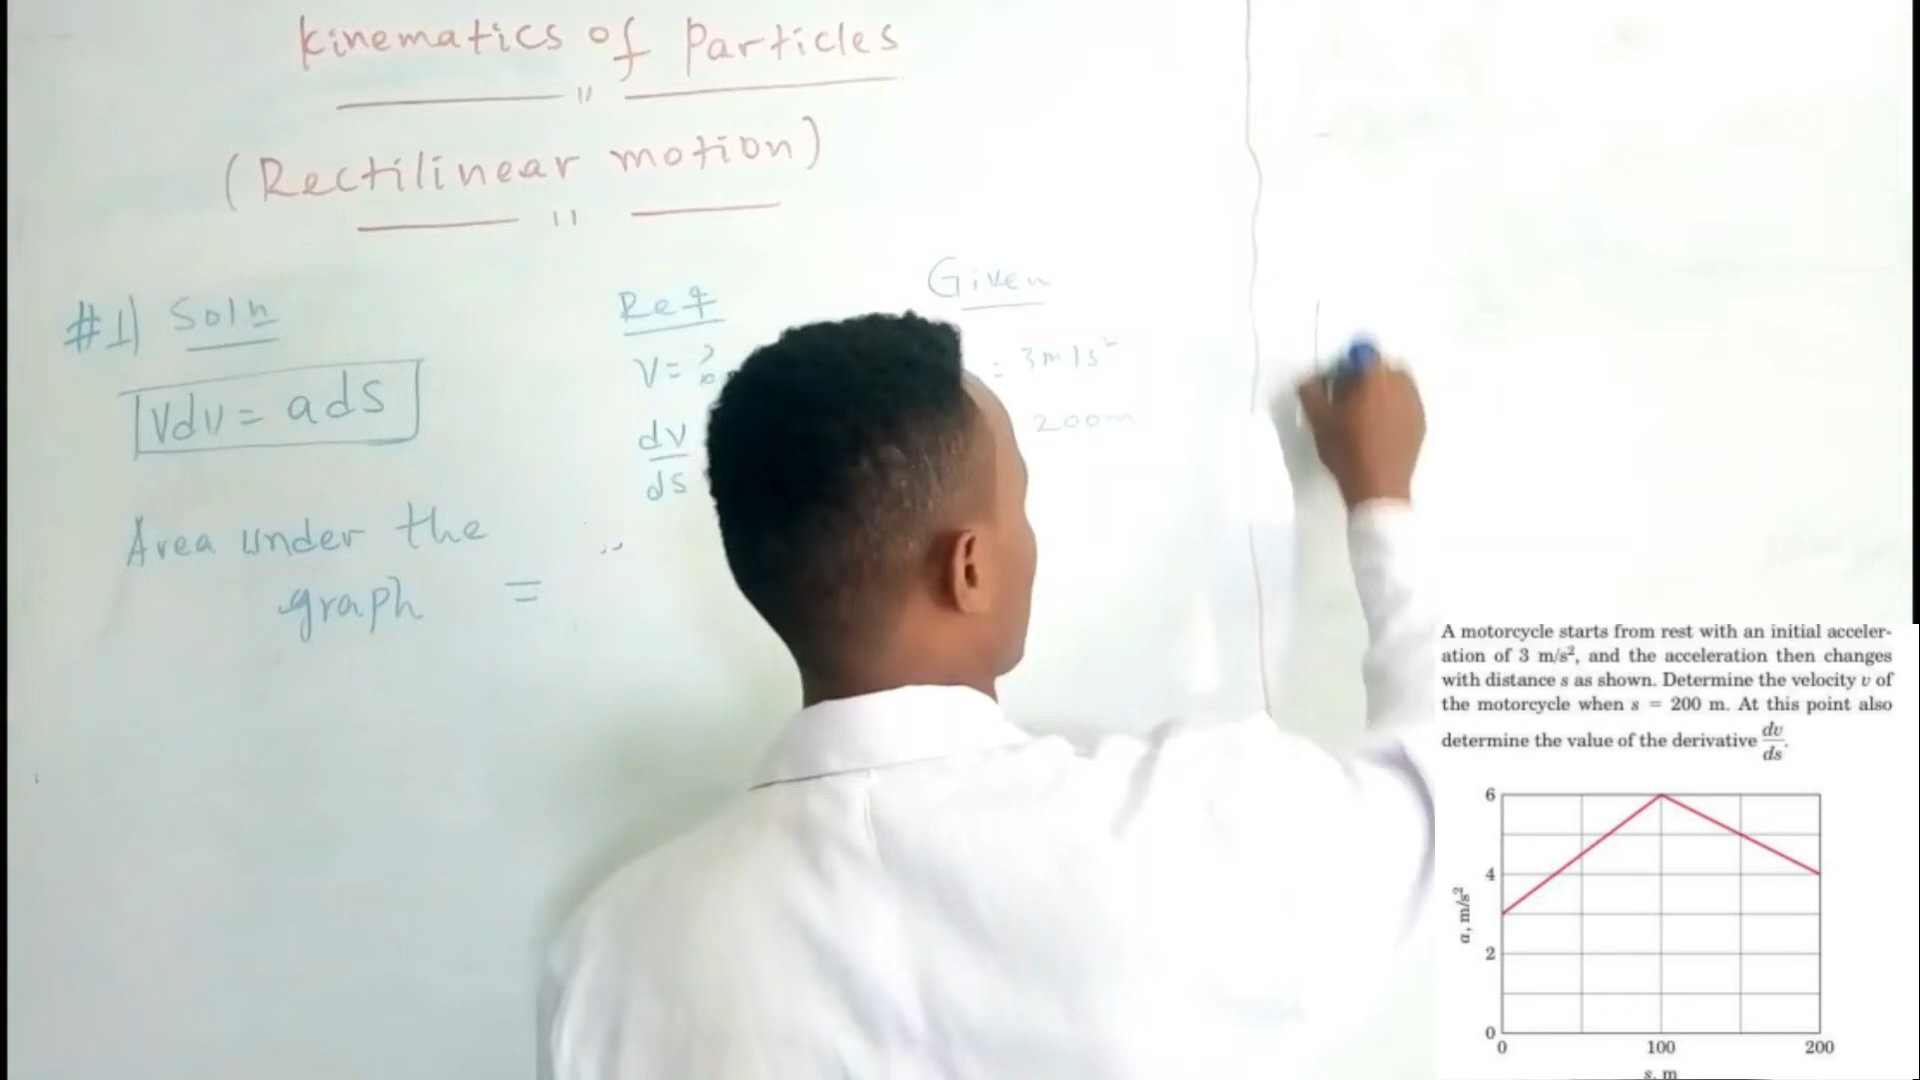 kinematics of Particles
(Rectilinear motion)
#1) Soln
Vdv = ads
Area under the
graph =
Req
V = ?
dv
ds
Given
= 3m/s²
200m
A motorcycle starts from rest with an initial acceler-
ation of 3 m/s², and the acceleration then changes
with distance s as shown. Determine the velocity v of
the motorcycle when s = 200 m. At this point also
determine the value of the derivative dv/ds.
6
4
2
0
a, m/s²
0 100 200
s, m